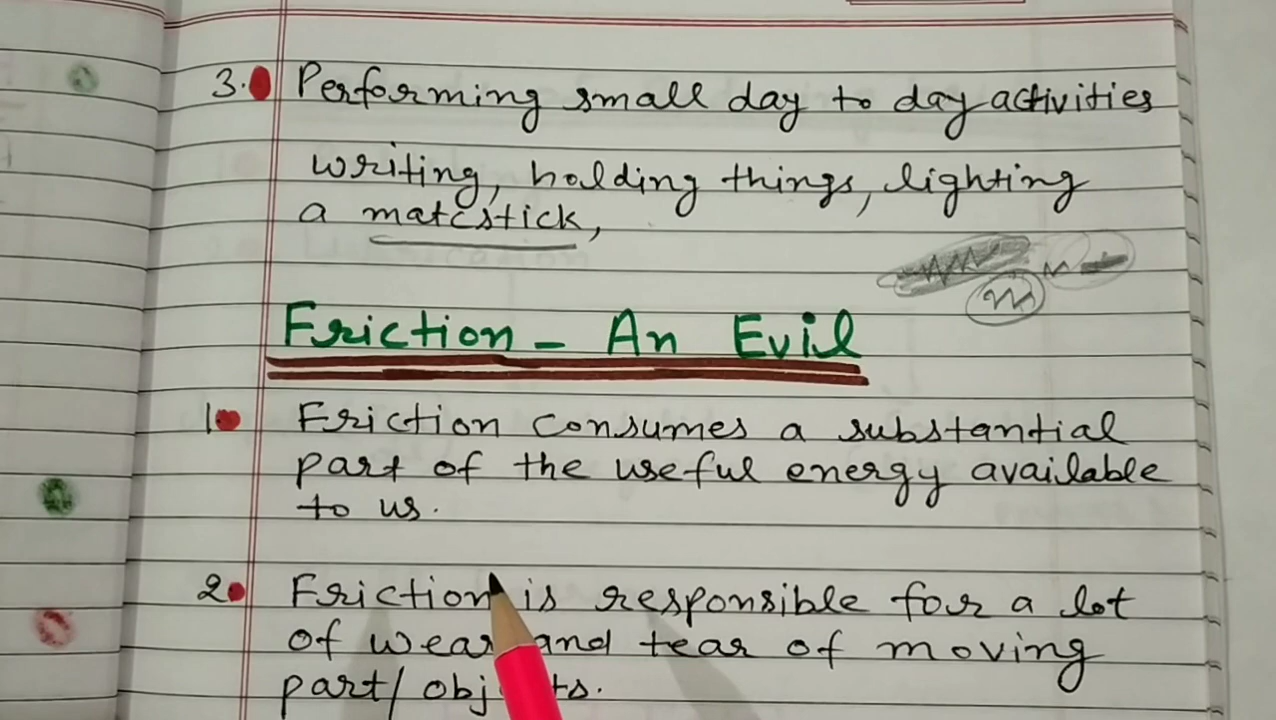 3. Performing small day to day activities
writing, holding things, lighting
a matcstick,
Friction - An Evil
1. Friction consumes a substantial
part of the useful energy available
to us.
2. Friction is responsible for a lot
of wear and tear of moving
part/objects.